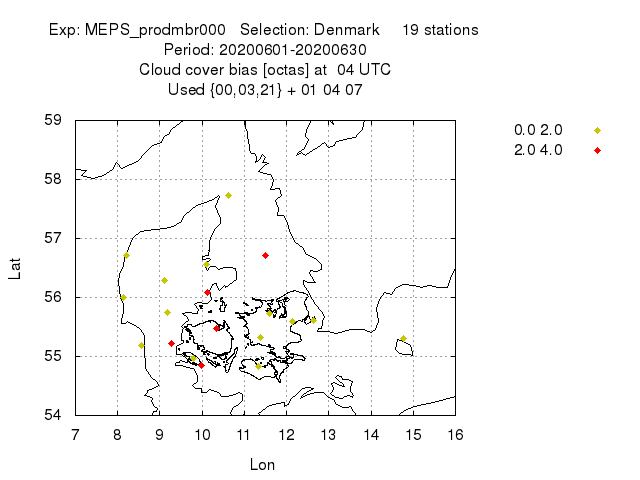 Exp: MEPS_prodmbr000   Selection: Denmark     19 stations
Period: 20200601-20200630
Cloud cover bias [octas] at  04 UTC
Used {00,03,21} + 01 04 07
0.0 2.0
2.0 4.0
59
58
57
56
55
54
Lat
7 8 9 10 11 12 13 14 15 16
Lon